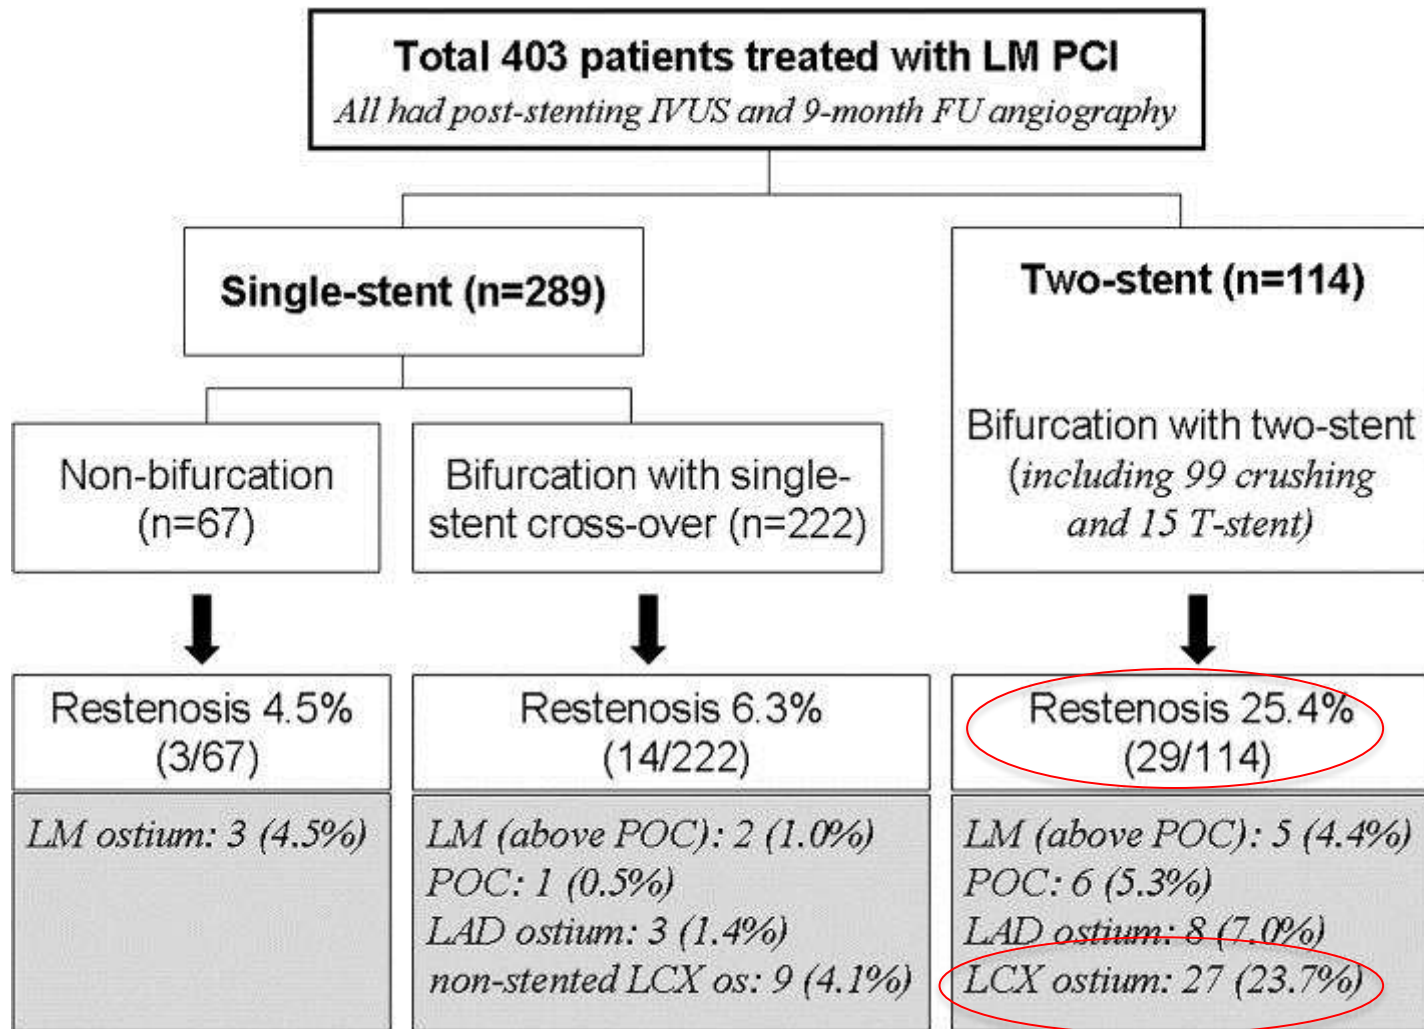 Total 403 patients treated with LM PCI
All had post-stenting IVUS and 9-month FU angiography
Single-stent (n=289)
Two-stent (n=114)
Non-bifurcation
(n=67)
Bifurcation with single-
stent cross-over (n=222)
Bifurcation with two-stent
(including 99 crushing
and 15 T-stent)
Restenosis 4.5%
(3/67)
LM ostium: 3 (4.5%)
Restenosis 6.3%
(14/222)
LM (above POC): 2 (1.0%)
POC: 1 (0.5%)
LAD ostium: 3 (1.4%)
non-stented LCX os: 9 (4.1%)
Restenosis 25.4%
(29/114)
LM (above POC): 5 (4.4%)
POC: 6 (5.3%)
LAD ostium: 8 (7.0%)
LCX ostium: 27 (23.7%)